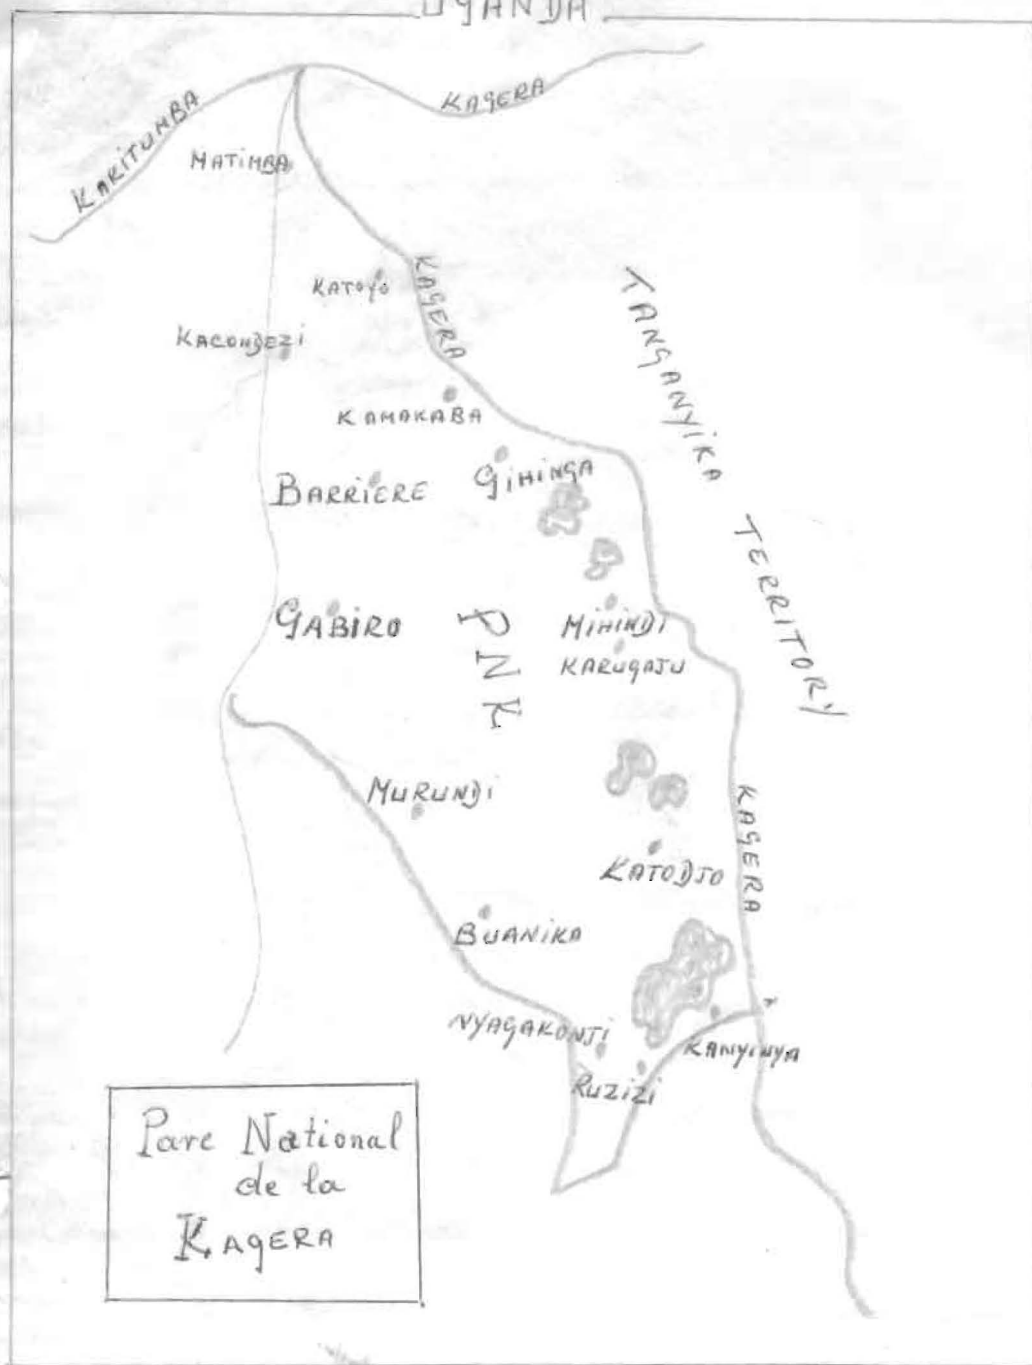 UGANDA
KAGERA
KAKITUMBA
MATIMBA
KAGERA
KATOYO
TANGANYIKA TERRITORY
KACONDEZI
KAMAKABA
GIHINGA
BARRIERE
GABIRO
PNK
MIHINDI
KARUGAJU
MURUNDI
KAGERA
KATODJO
BUANIKA
NYAGAKONJI
KANYINYA
RUZIZI
Parc National
de la
KAGERA